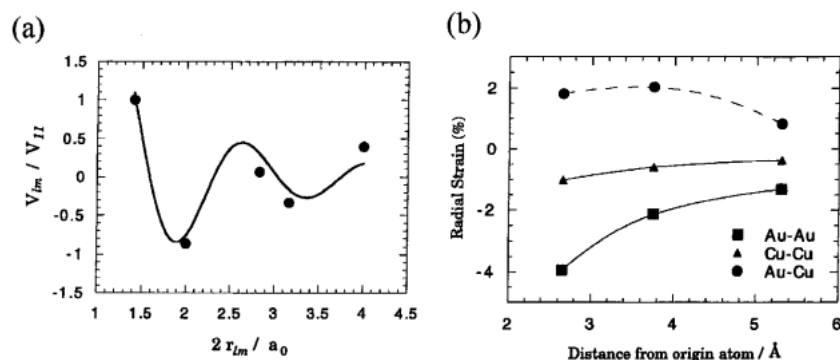 (a)
1.5
1
0.5
0
-0.5
-1
-1.5
V_lm / V_11
1 1.5 2 2.5 3 3.5 4 4.5
2 r_lm / a_0
(b)
2
0
-2
-4
Radial Strain (%)
Au-Au
Cu-Cu
Au-Cu
2 3 4 5 6
Distance from origin atom / Å